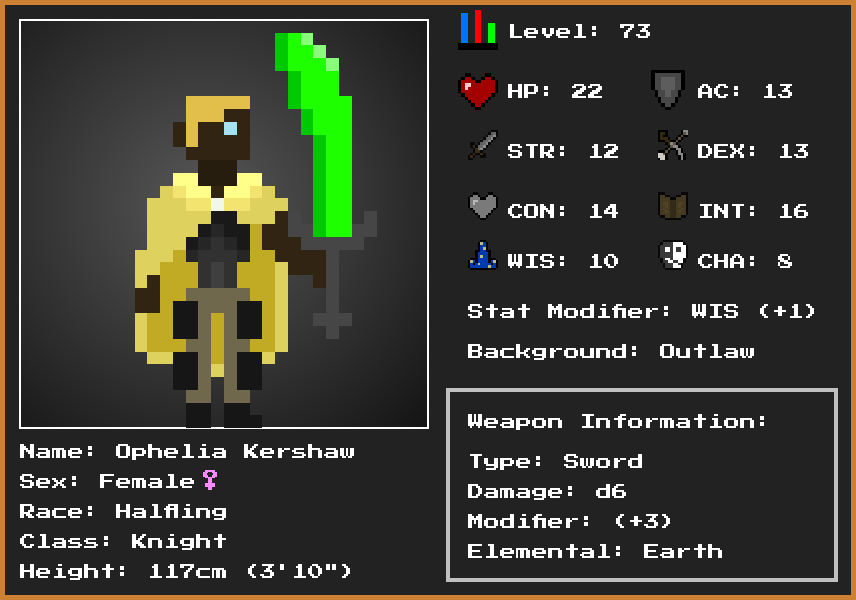 Level: 73
HP: 22 AC: 13
STR: 12 DEX: 13
CON: 14 INT: 16
WIS: 10 CHA: 8
Stat Modifier: WIS (+1)
Background: Outlaw
Weapon Information:
Type: Sword
Damage: d6
Modifier: (+3)
Elemental: Earth
Name: Ophelia Kershaw
Sex: Female♀
Race: Halfling
Class: Knight
Height: 117cm (3'10")